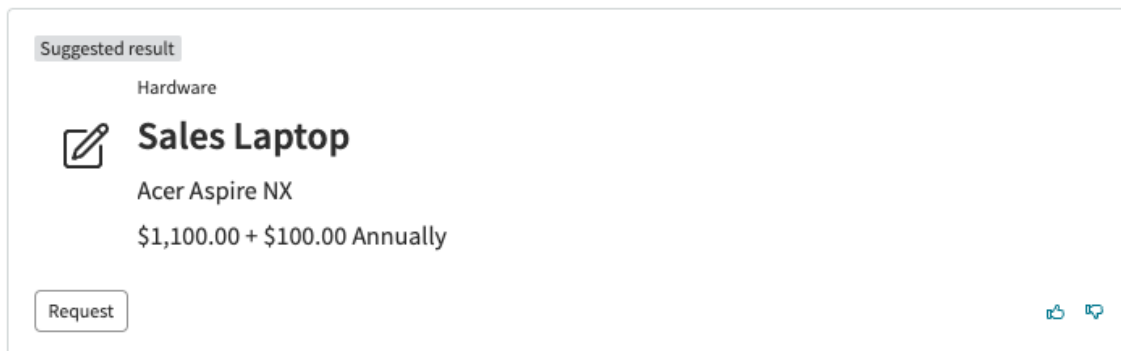 Suggested result
Hardware
Sales Laptop
Acer Aspire NX
$1,100.00 + $100.00 Annually
Request